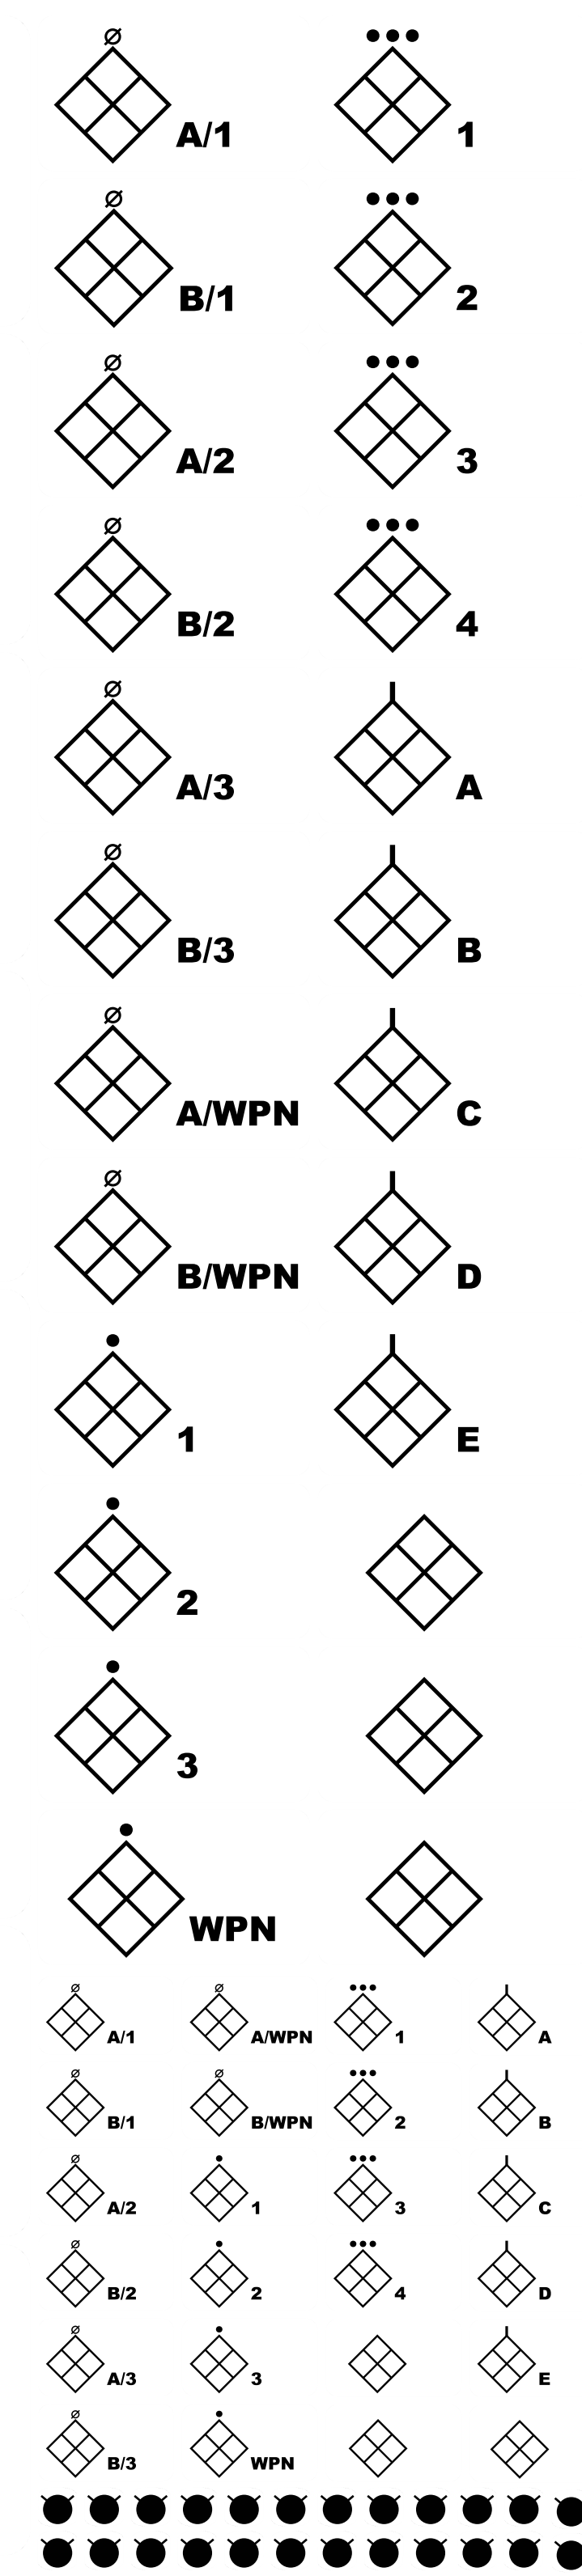 A/1 1
B/1 2
A/2 3
B/2 4
A/3 A
B/3 B
A/WPN C
B/WPN D
1 E
2
3
WPN
A/1 A/WPN 1 A
B/1 B/WPN 2 B
A/2 1 3 C
B/2 2 4 D
A/3 3 E
B/3 WPN